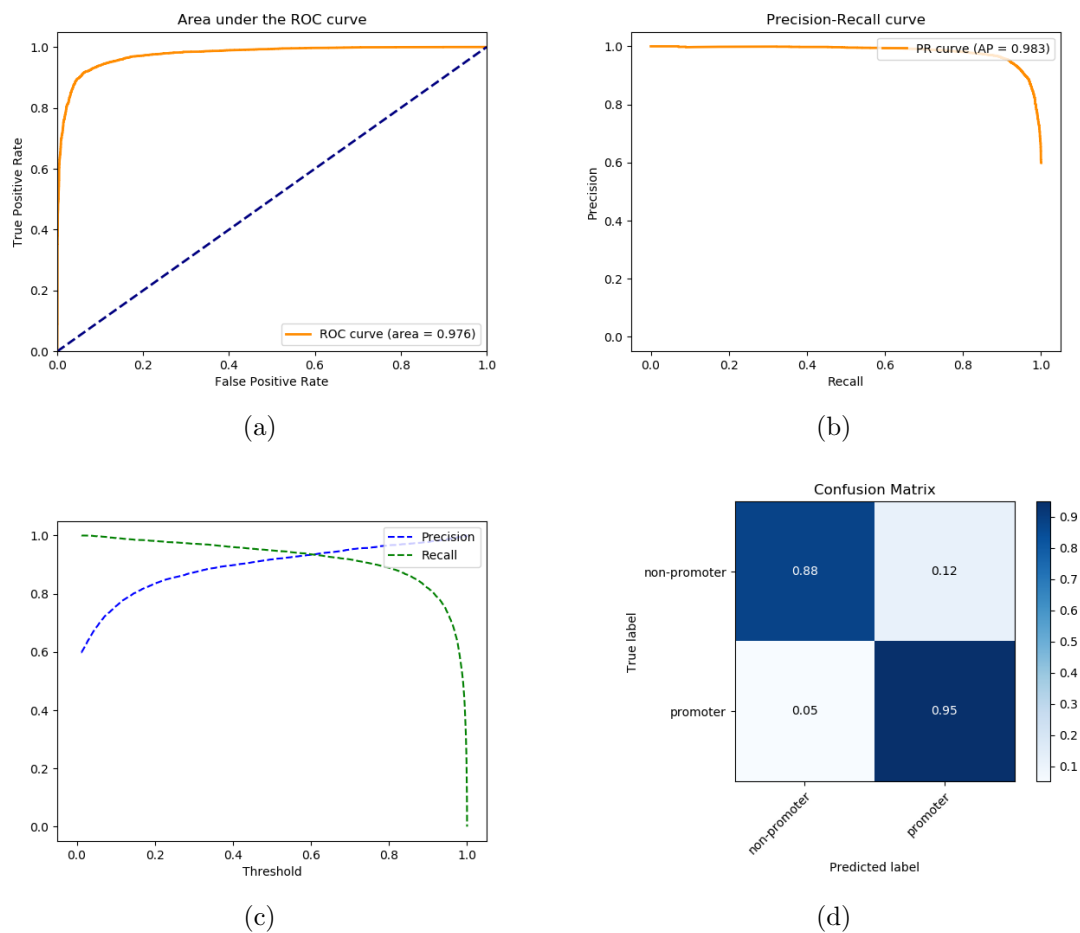 Area under the ROC curve
1.0
0.8
0.6
0.4
0.2
0.0
True Positive Rate
ROC curve (area = 0.976)
0.0 0.2 0.4 0.6 0.8 1.0
False Positive Rate
(a)
Precision-Recall curve
1.0
0.8
0.6
0.4
0.2
0.0
Precision
PR curve (AP = 0.983)
0.0 0.2 0.4 0.6 0.8 1.0
Recall
(b)
1.0
0.8
0.6
0.4
0.2
0.0
Precision
Recall
0.0 0.2 0.4 0.6 0.8 1.0
Threshold
(c)
Confusion Matrix
True label
non-promoter
promoter
0.88 0.12
0.05 0.95
non-promoter
promoter
Predicted label
0.9
0.8
0.7
0.6
0.5
0.4
0.3
0.2
0.1
(d)